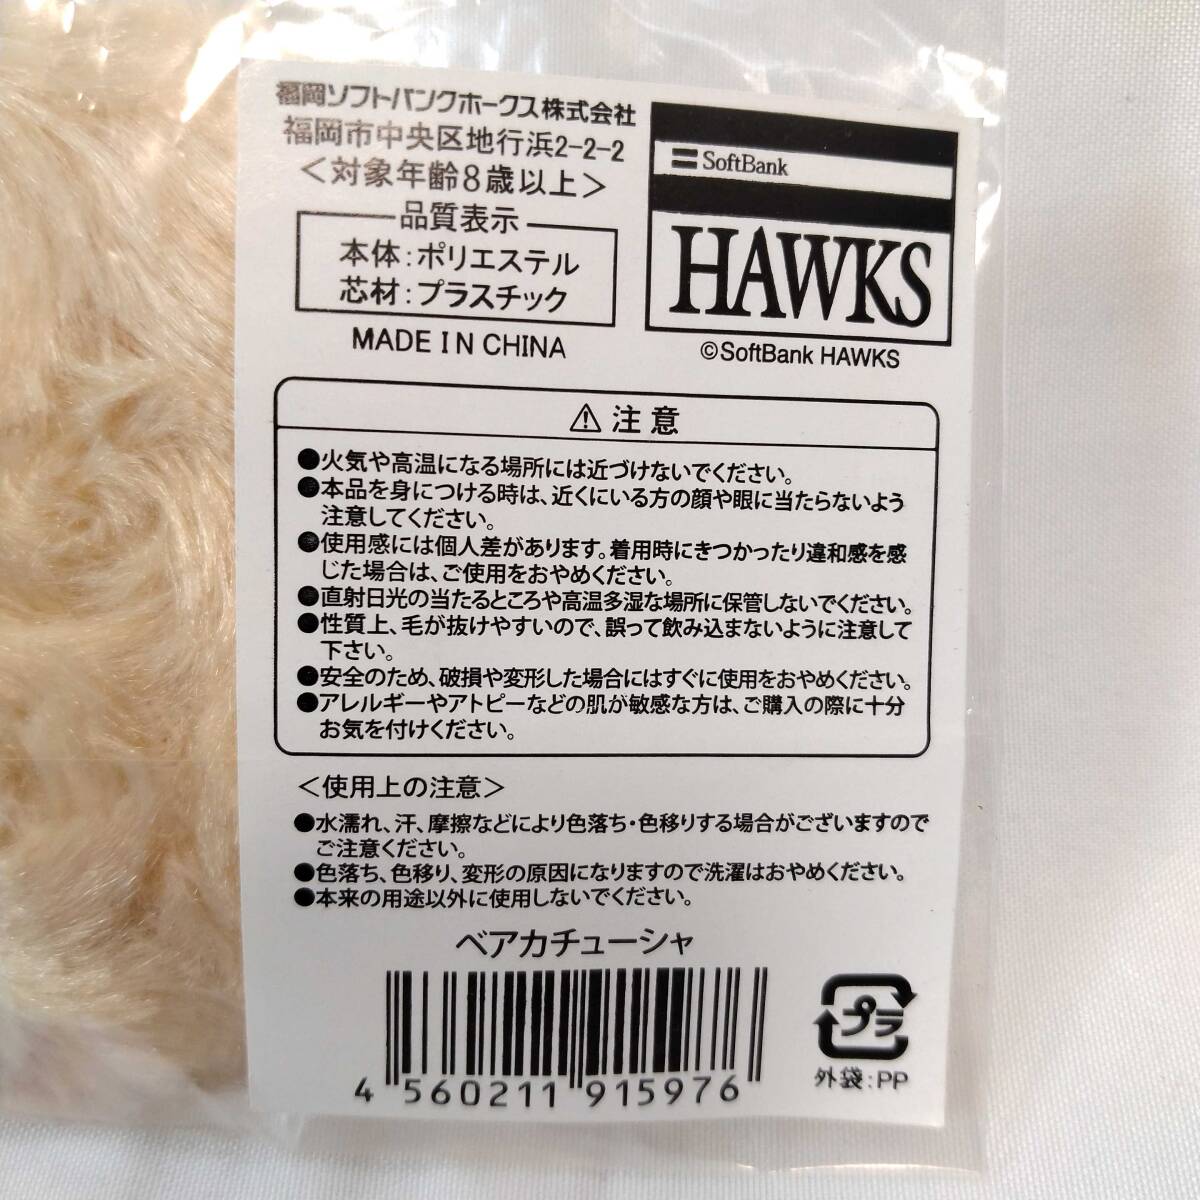 福岡ソフトバンクホークス株式会社
福岡市中央区地行浜2-2-2
＜対象年齢8歳以上＞
品質表示
本体：ポリエステル
芯材：プラスチック
MADE IN CHINA
SoftBank
HAWKS
©SoftBank HAWKS
⚠注意
●火気や高温になる場所には近づけないでください。
●本品を身につける時は、近くにいる方の顔や眼に当たらないよう
注意してください。
●使用感には個人差があります。着用時にきつかったり違和感を感
じた場合は、ご使用をおやめください。
●直射日光の当たるところや高温多湿な場所に保管しないでください。
●性質上、毛が抜けやすいので、誤って飲み込まないように注意して
下さい。
●安全のため、破損や変形した場合にはすぐに使用をおやめください。
●アレルギーやアトピーなどの肌が敏感な方は、ご購入の際に十分
お気を付けください。
＜使用上の注意＞
●水濡れ、汗、摩擦などにより色落ち・色移りする場合がございますので
ご注意ください。
●色落ち、色移り、変形の原因になりますので洗濯はおやめください。
●本来の用途以外に使用しないでください。
ベアカチューシャ
4 560211 915976
プラ
外袋：PP